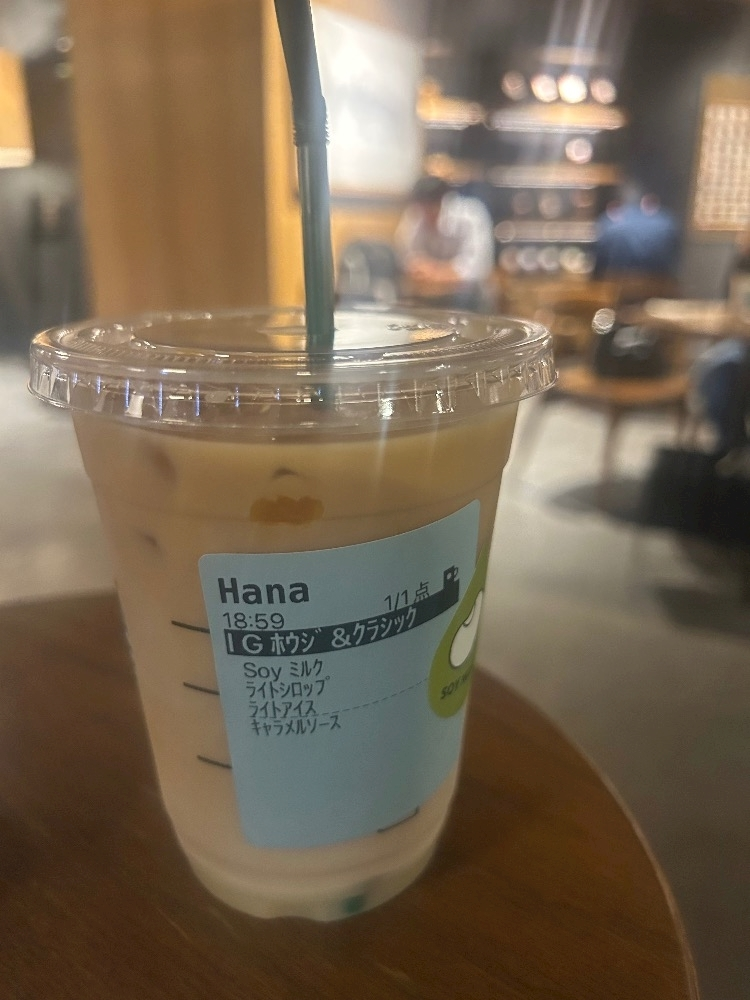 Hana
1/1点
18:59
IG ホウジ &クラシック
Soy ミルク
ライトシロップ
ライトアイス
キャラメルソース
SOY